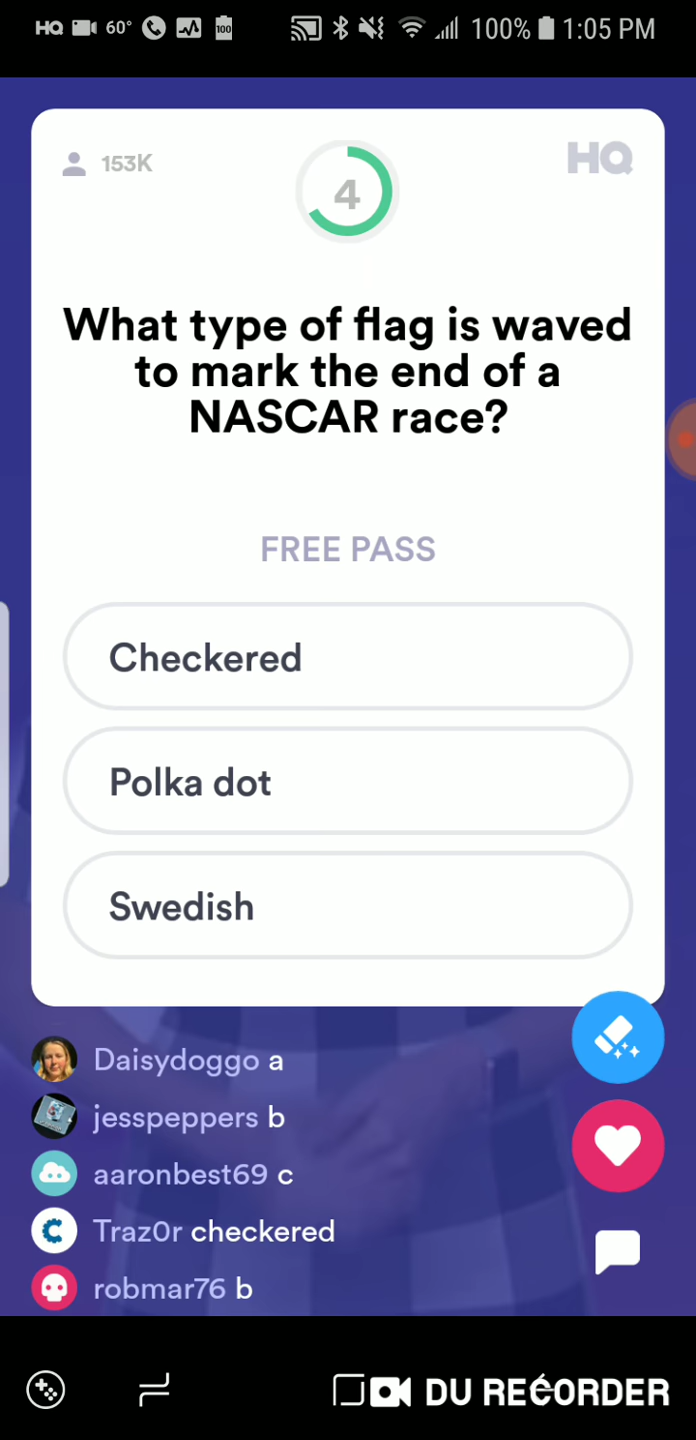 HQ 60° 100 100% 1:05 PM
153K 4 HQ
What type of flag is waved
to mark the end of a
NASCAR race?
FREE PASS
Checkered
Polka dot
Swedish
Daisydoggo a
jesspeppers b
aaronbest69 c
C Traz0r checkered
robmar76 b
DU RECORDER